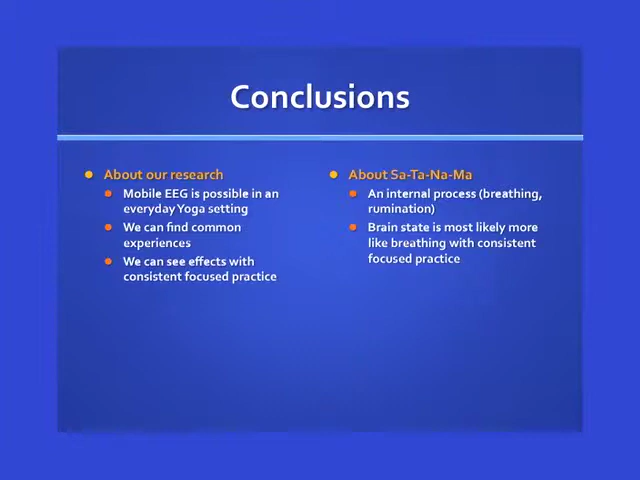 Conclusions
About our research
Mobile EEG is possible in an
everyday Yoga setting
We can find common
experiences
We can see effects with
consistent focused practice
About Sa-Ta-Na-Ma
An internal process (breathing,
rumination)
Brain state is most likely more
like breathing with consistent
focused practice